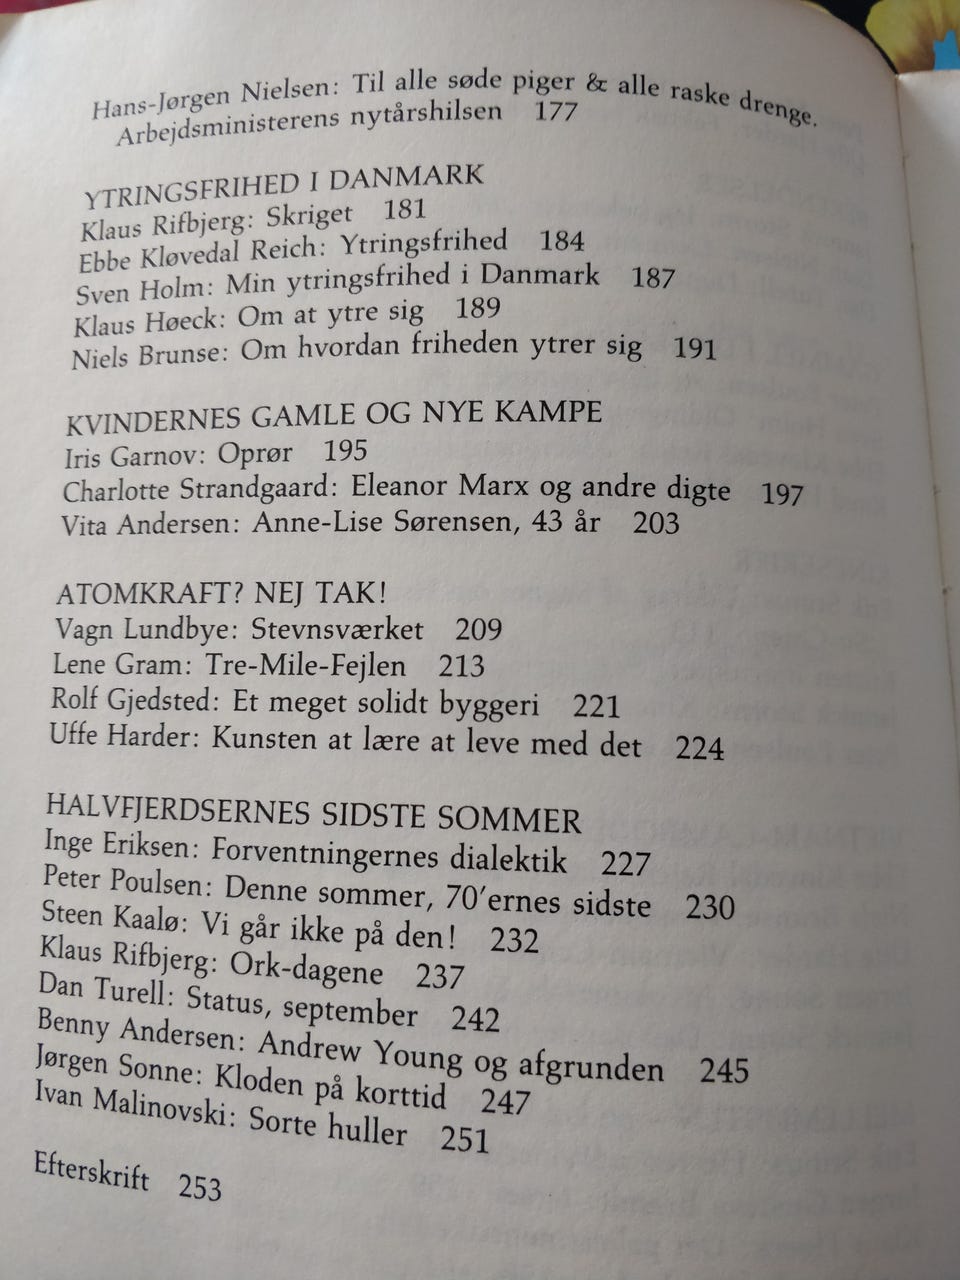 Hans-Jørgen Nielsen: Til alle søde piger & alle raske drenge.
Arbejdsministerens nytårshilsen 177
YTRINGSFRIHED I DANMARK
Klaus Rifbjerg: Skriget 181
Ebbe Kløvedal Reich: Ytringsfrihed 184
Sven Holm: Min ytringsfrihed i Danmark 187
Klaus Høeck: Om at ytre sig 189
Niels Brunse: Om hvordan friheden ytrer sig 191
KVINDERNES GAMLE OG NYE KAMPE
Iris Garnov: Oprør 195
Charlotte Strandgaard: Eleanor Marx og andre digte 197
Vita Andersen: Anne-Lise Sørensen, 43 år 203
ATOMKRAFT? NEJ TAK!
Vagn Lundbye: Stevnsværket 209
Lene Gram: Tre-Mile-Fejlen 213
Rolf Gjedsted: Et meget solidt byggeri 221
Uffe Harder: Kunsten at lære at leve med det 224
HALVFJERDSERNES SIDSTE SOMMER
Inge Eriksen: Forventningernes dialektik 227
Peter Poulsen: Denne sommer, 70'ernes sidste 230
Steen Kaalø: Vi går ikke på den! 232
Klaus Rifbjerg: Ork-dagene 237
Dan Turell: Status, september 242
Benny Andersen: Andrew Young og afgrunden 245
Jørgen Sonne: Kloden på korttid 247
Ivan Malinovski: Sorte huller 251
Efterskrift 253